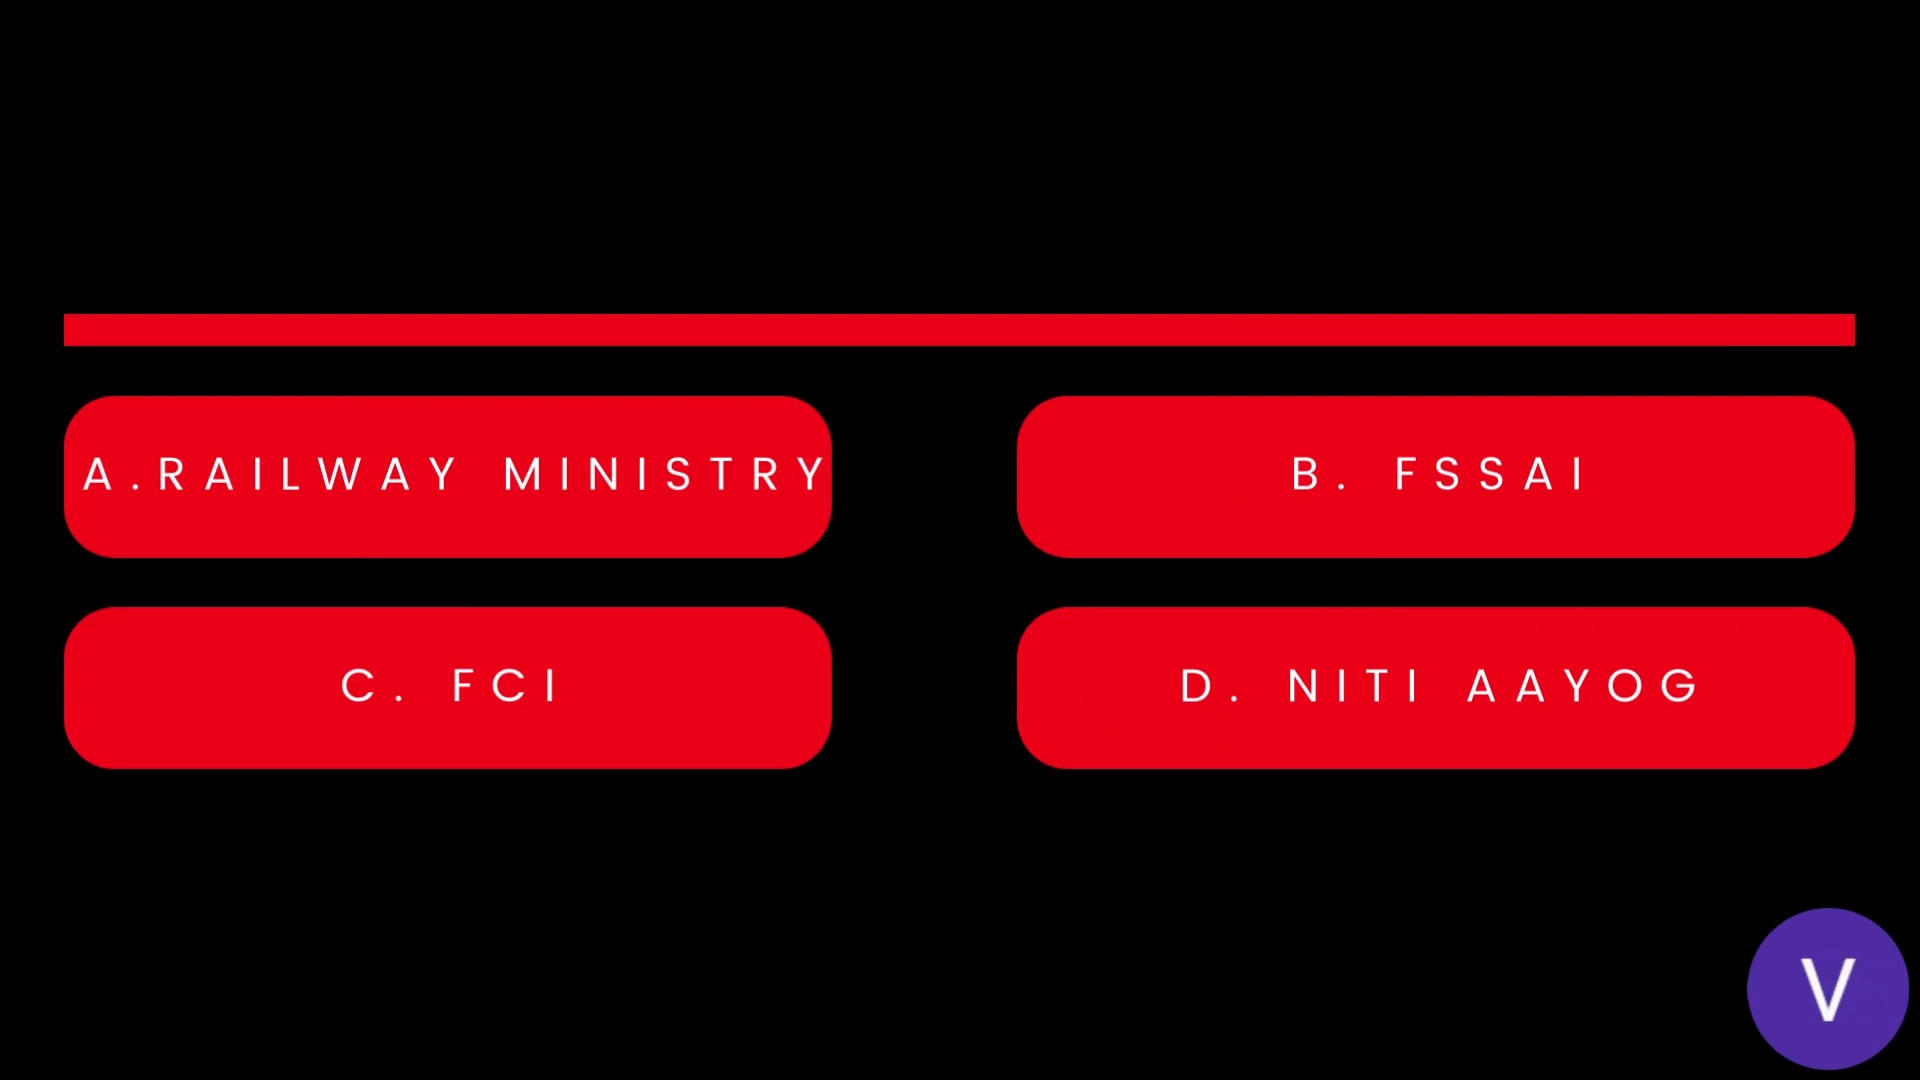 A.RAILWAY MINISTRY
B. FSSAI
C. FCI
D. NITI AAYOG
V